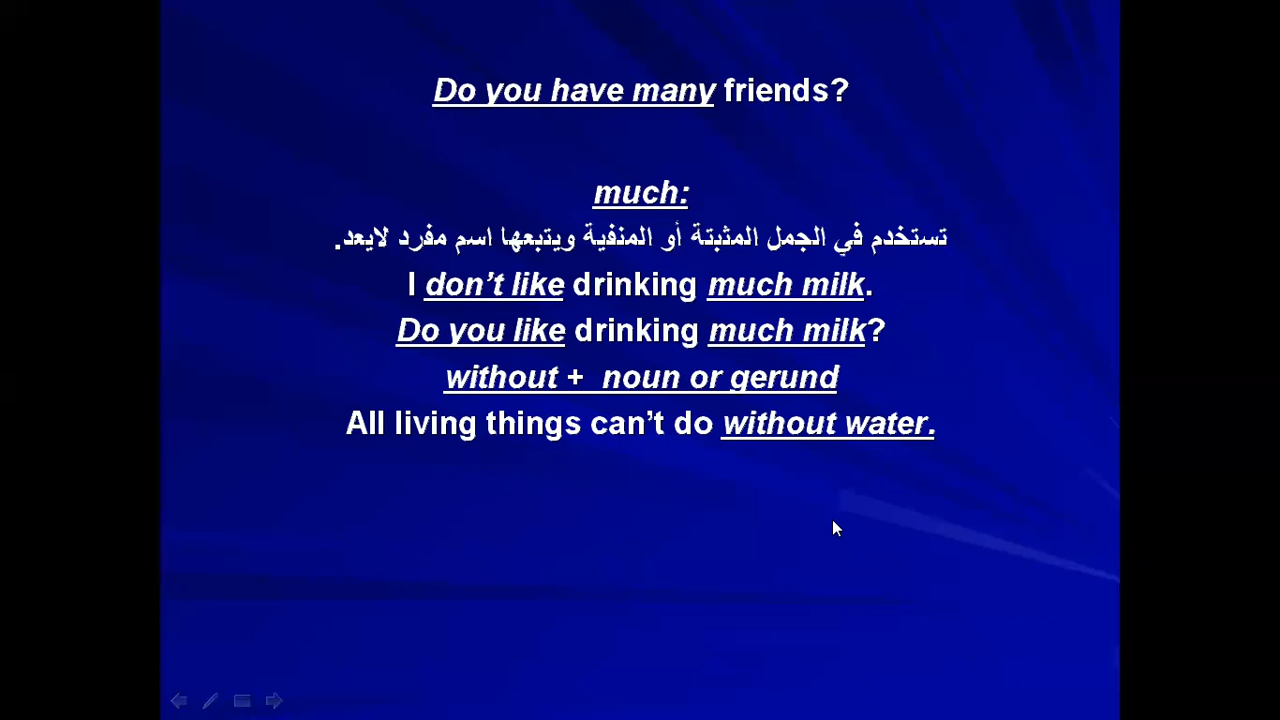 Do you have many friends?
much:
تستخدم في الجمل المثبتة أو المنفية ويتبعها اسم مفرد لايعد.
I don’t like drinking much milk.
Do you like drinking much milk?
without +  noun or gerund
All living things can’t do without water.